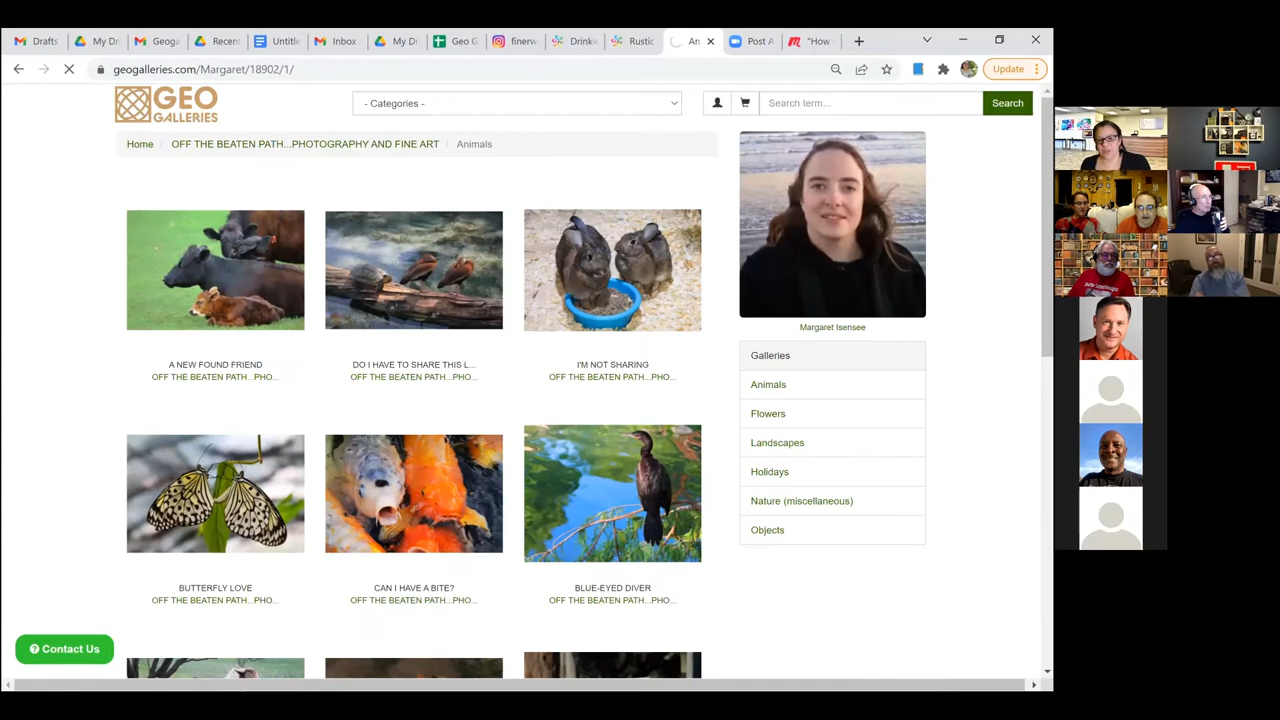 Drafts
My Dri
Geoga
Recent
Untitle
Inbox (
My Dri
Geo G
finerw
Drinkw
Rustic
An
Post A
"How
geogalleries.com/Margaret/18902/1/
Update
GEO
GALLERIES
- Categories -
Search term...
Search
Home / OFF THE BEATEN PATH...PHOTOGRAPHY AND FINE ART / Animals
A NEW FOUND FRIEND
OFF THE BEATEN PATH...PHO...
DO I HAVE TO SHARE THIS L...
OFF THE BEATEN PATH...PHO...
I'M NOT SHARING
OFF THE BEATEN PATH...PHO...
Margaret Isensee
Galleries
Animals
Flowers
Landscapes
Holidays
Nature (miscellaneous)
Objects
BUTTERFLY LOVE
OFF THE BEATEN PATH...PHO...
CAN I HAVE A BITE?
OFF THE BEATEN PATH...PHO...
BLUE-EYED DIVER
OFF THE BEATEN PATH...PHO...
Contact Us